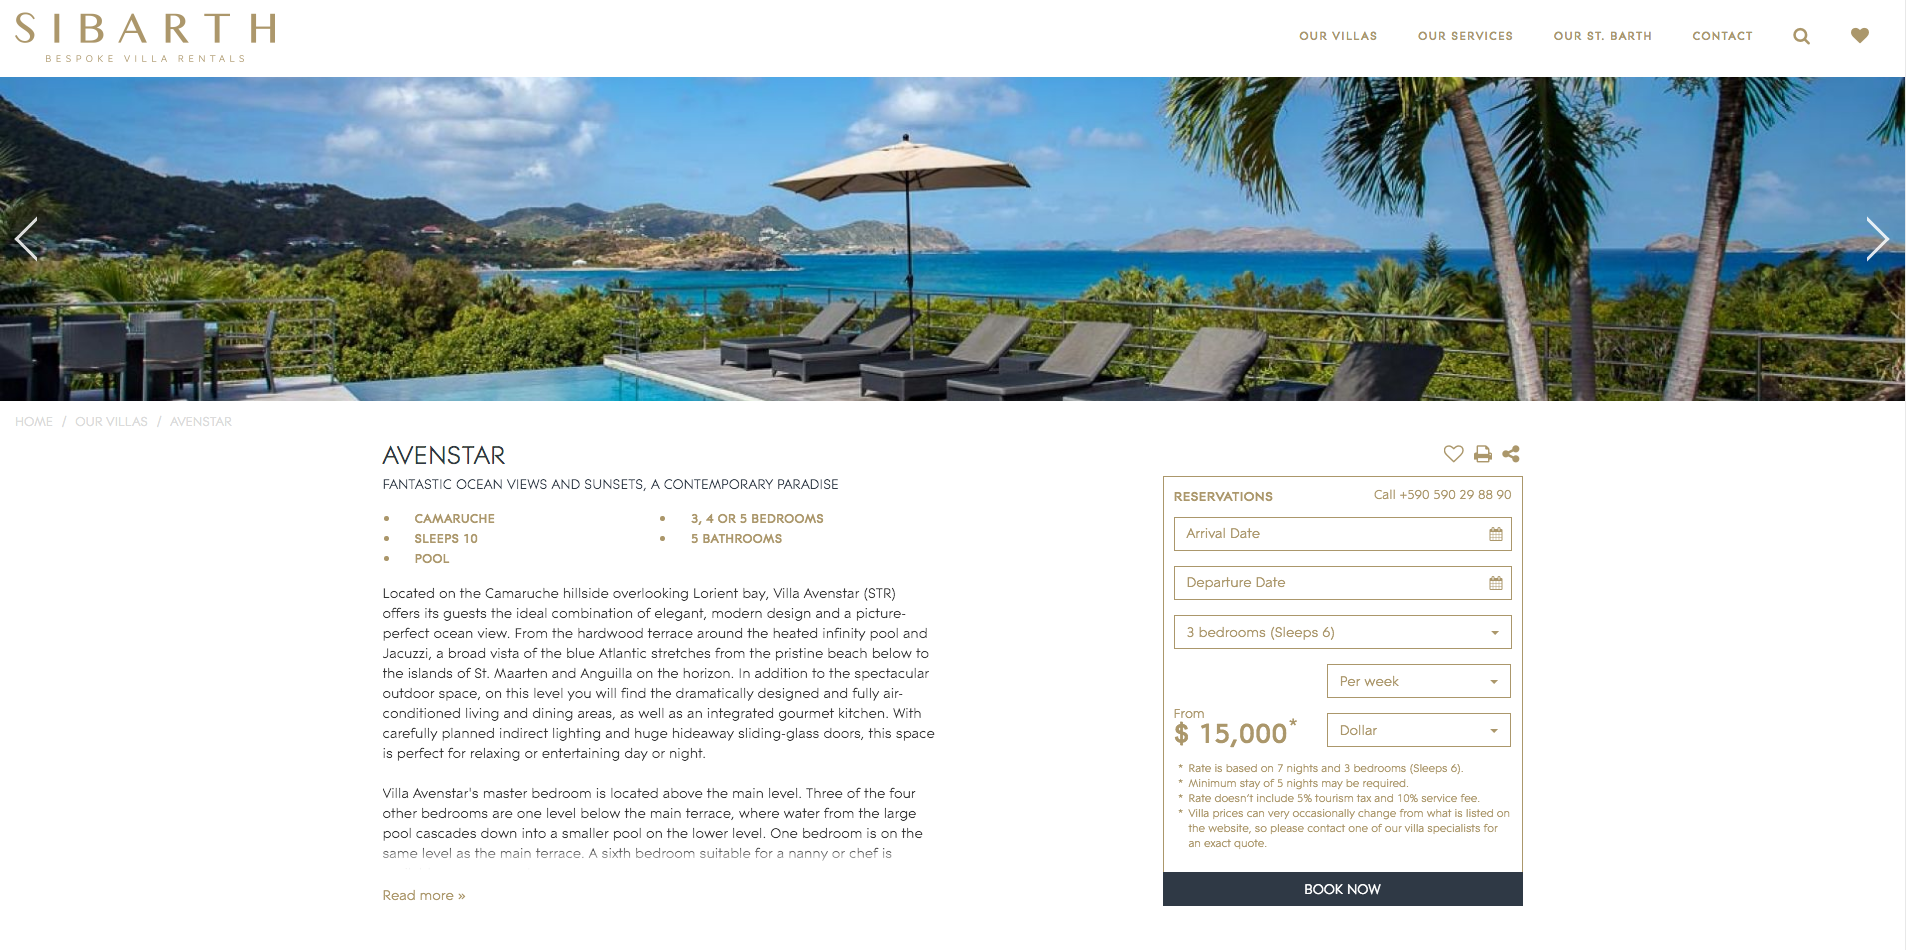 SIBARTH
BESPOKE VILLA RENTALS
OUR VILLAS
OUR SERVICES
OUR ST. BARTH
CONTACT
HOME / OUR VILLAS / AVENSTAR
AVENSTAR
FANTASTIC OCEAN VIEWS AND SUNSETS, A CONTEMPORARY PARADISE
• CAMARUCHE
• SLEEPS 10
• POOL
• 3, 4 OR 5 BEDROOMS
• 5 BATHROOMS
Located on the Camaruche hillside overlooking Lorient bay, Villa Avenstar (STR)
offers its guests the ideal combination of elegant, modern design and a picture-
perfect ocean view. From the hardwood terrace around the heated infinity pool and
Jacuzzi, a broad vista of the blue Atlantic stretches from the pristine beach below to
the islands of St. Maarten and Anguilla on the horizon. In addition to the spectacular
outdoor space, on this level you will find the dramatically designed and fully air-
conditioned living and dining areas, as well as an integrated gourmet kitchen. With
carefully planned indirect lighting and huge hideaway sliding-glass doors, this space
is perfect for relaxing or entertaining day or night.
Villa Avenstar's master bedroom is located above the main level. Three of the four
other bedrooms are one level below the main terrace, where water from the large
pool cascades down into a smaller pool on the lower level. One bedroom is on the
same level as the main terrace. A sixth bedroom suitable for a nanny or chef is
Read more »
RESERVATIONS
Call +590 590 29 88 90
Arrival Date
Departure Date
3 bedrooms (Sleeps 6)
Per week
From
$ 15,000*
Dollar
* Rate is based on 7 nights and 3 bedrooms (Sleeps 6).
* Minimum stay of 5 nights may be required.
* Rate doesn't include 5% tourism tax and 10% service fee.
* Villa prices can very occasionally change from what is listed on
the website, so please contact one of our villa specialists for
an exact quote.
BOOK NOW